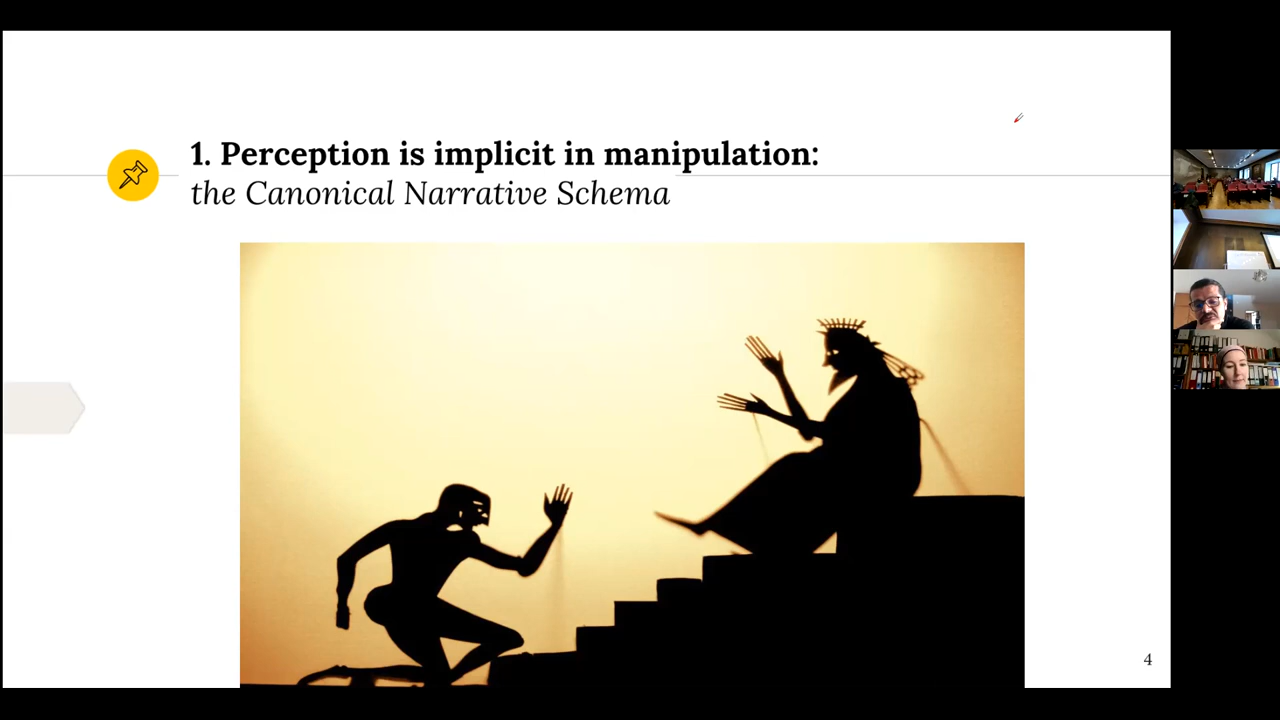 1. Perception is implicit in manipulation:
the Canonical Narrative Schema
4